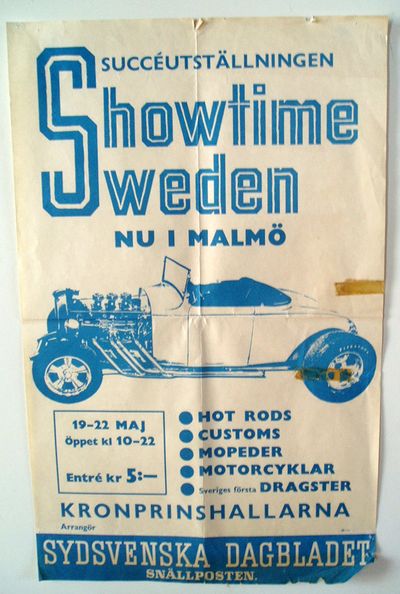 SUCCÉUTSTÄLLNINGEN
Showtime
Sweden
NU I MALMÖ
19-22 MAJ
Öppet kl 10-22
Entré kr 5:—
● HOT RODS
● CUSTOMS
● MOPEDER
● MOTORCYKLAR
● Sveriges första DRAGSTER
KRONPRINSHALLARNA
Arrangör
SYDSVENSKA DAGBLADET
SNÄLLPOSTEN.